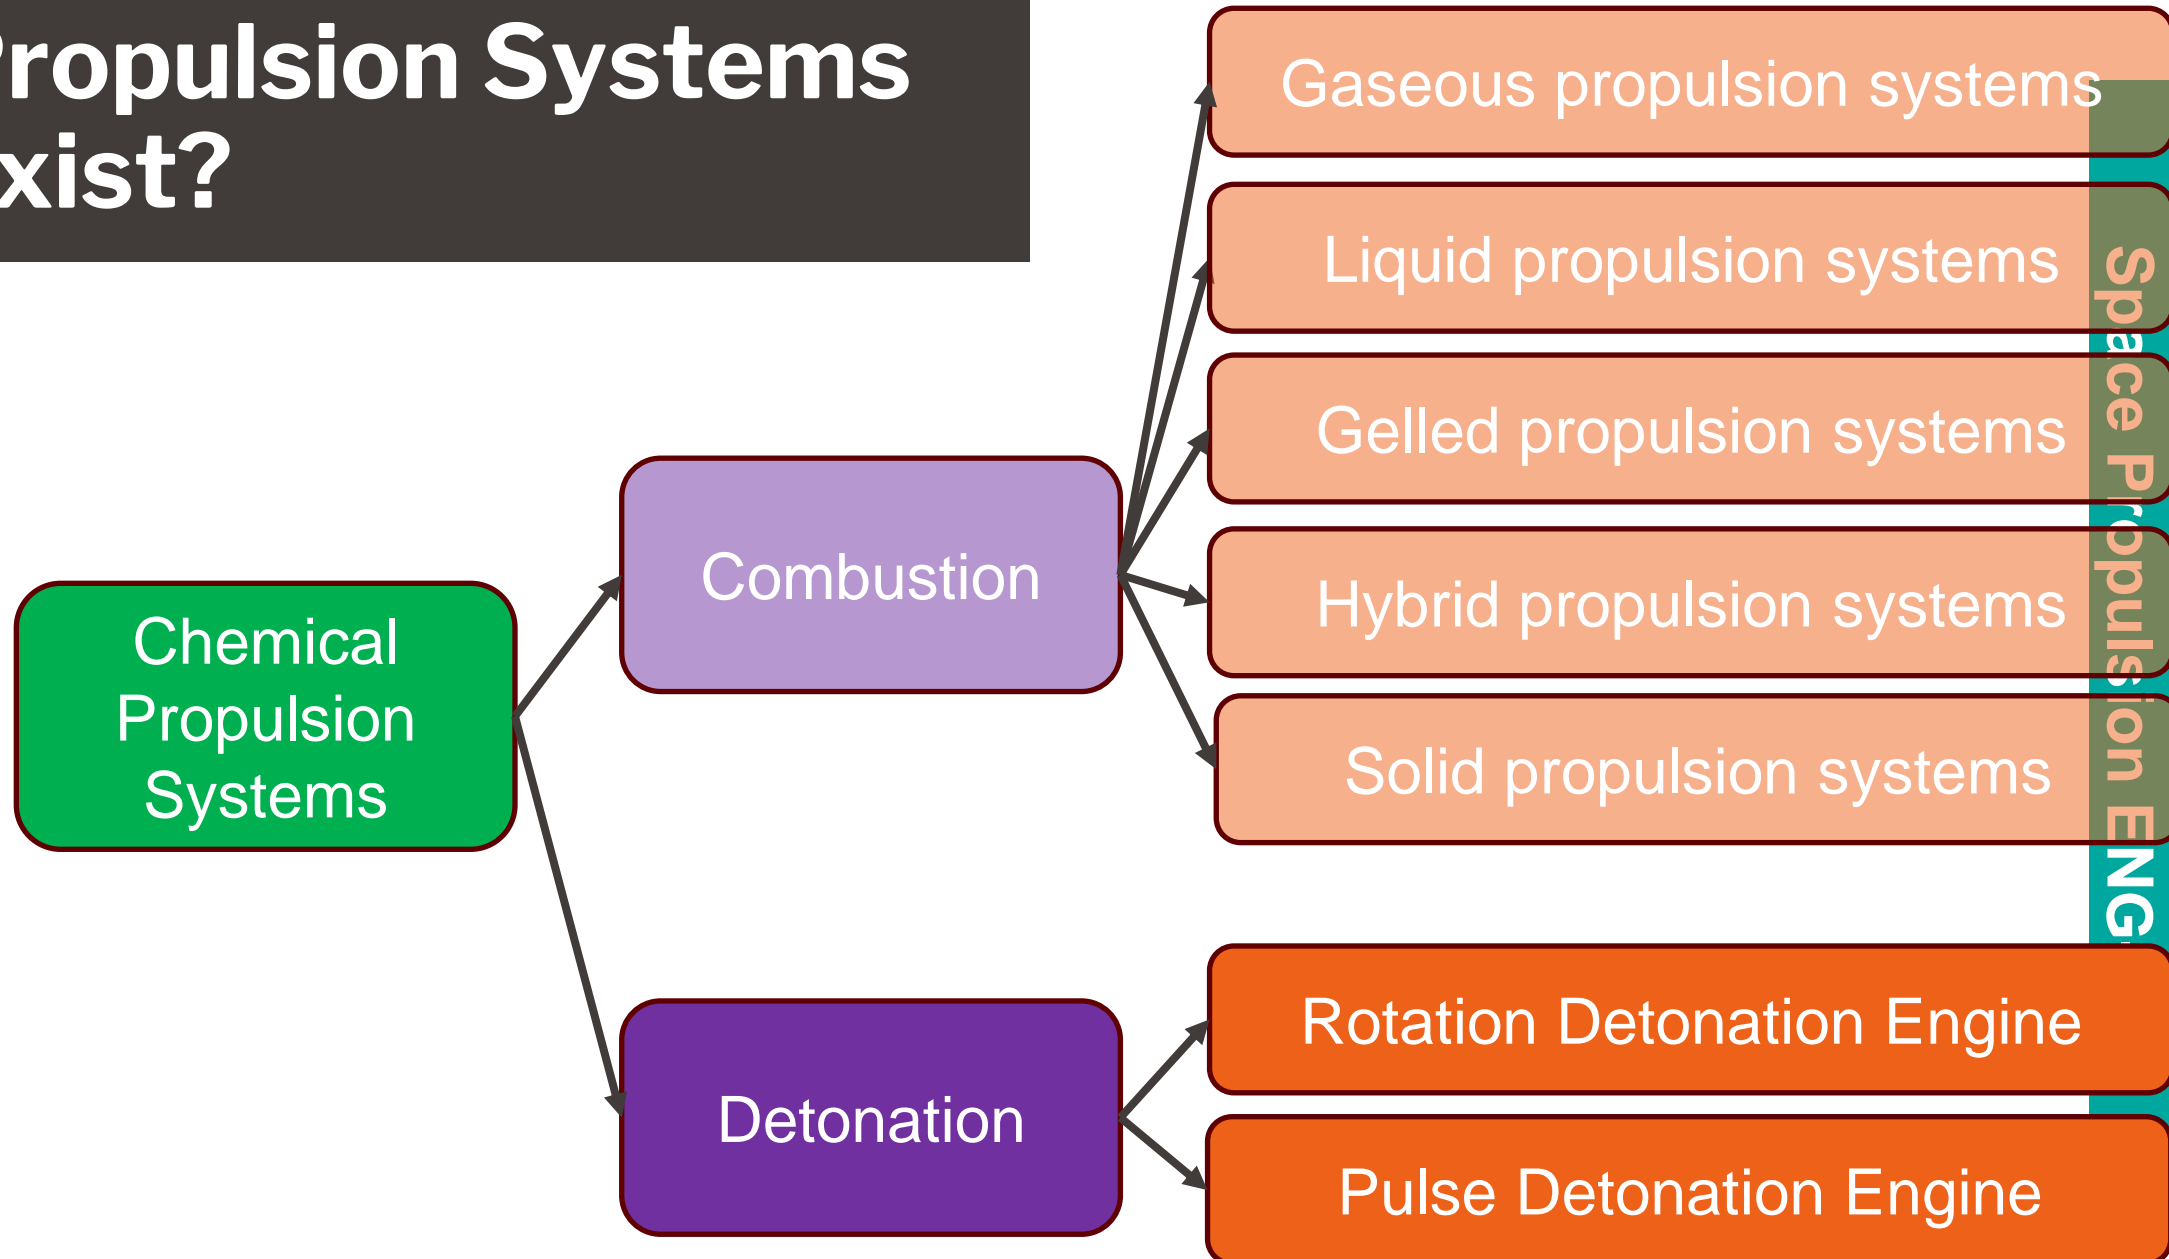 Propulsion Systems
xist?
Gaseous propulsion systems
Liquid propulsion systems
Gelled propulsion systems
Hybrid propulsion systems
Solid propulsion systems
Combustion
Chemical
Propulsion
Systems
Detonation
Rotation Detonation Engine
Pulse Detonation Engine
Space Propulsion ENG